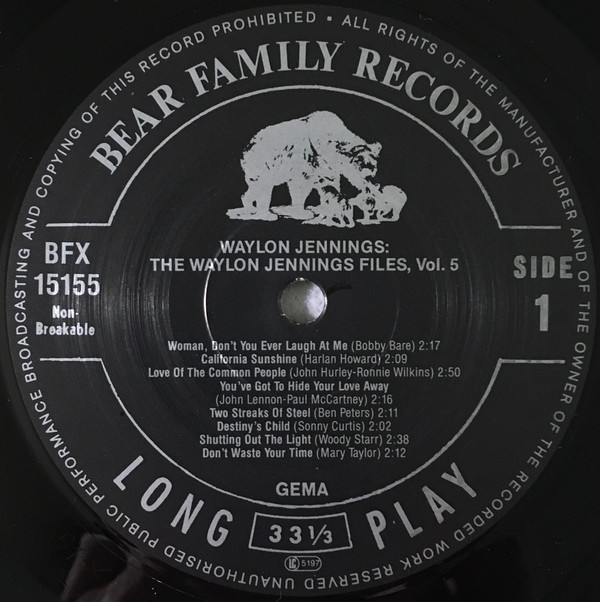 ALL RIGHTS OF THE MANUFACTURER AND OF THE OWNER OF THE RECORDED WORK RESERVED UNAUTHORISED PUBLIC PERFORMANCE BROADCASTING AND COPYING OF THIS RECORD PROHIBITED •
BEAR FAMILY RECORDS
WAYLON JENNINGS:
THE WAYLON JENNINGS FILES, Vol. 5
BFX
15155
Non-
Breakable
SIDE
1
Woman, Don't You Ever Laugh At Me (Bobby Bare) 2:17
California Sunshine (Harlan Howard) 2:09
Love Of The Common People (John Hurley-Ronnie Wilkins) 2:50
You've Got To Hide Your Love Away
(John Lennon-Paul McCartney) 2:16
Two Streaks Of Steel (Ben Peters) 2:11
Destiny's Child (Sonny Curtis) 2:02
Shutting Out The Light (Woody Starr) 2:38
Don't Waste Your Time (Mary Taylor) 2:12
GEMA
LONG PLAY
33 1/3
LC 5197